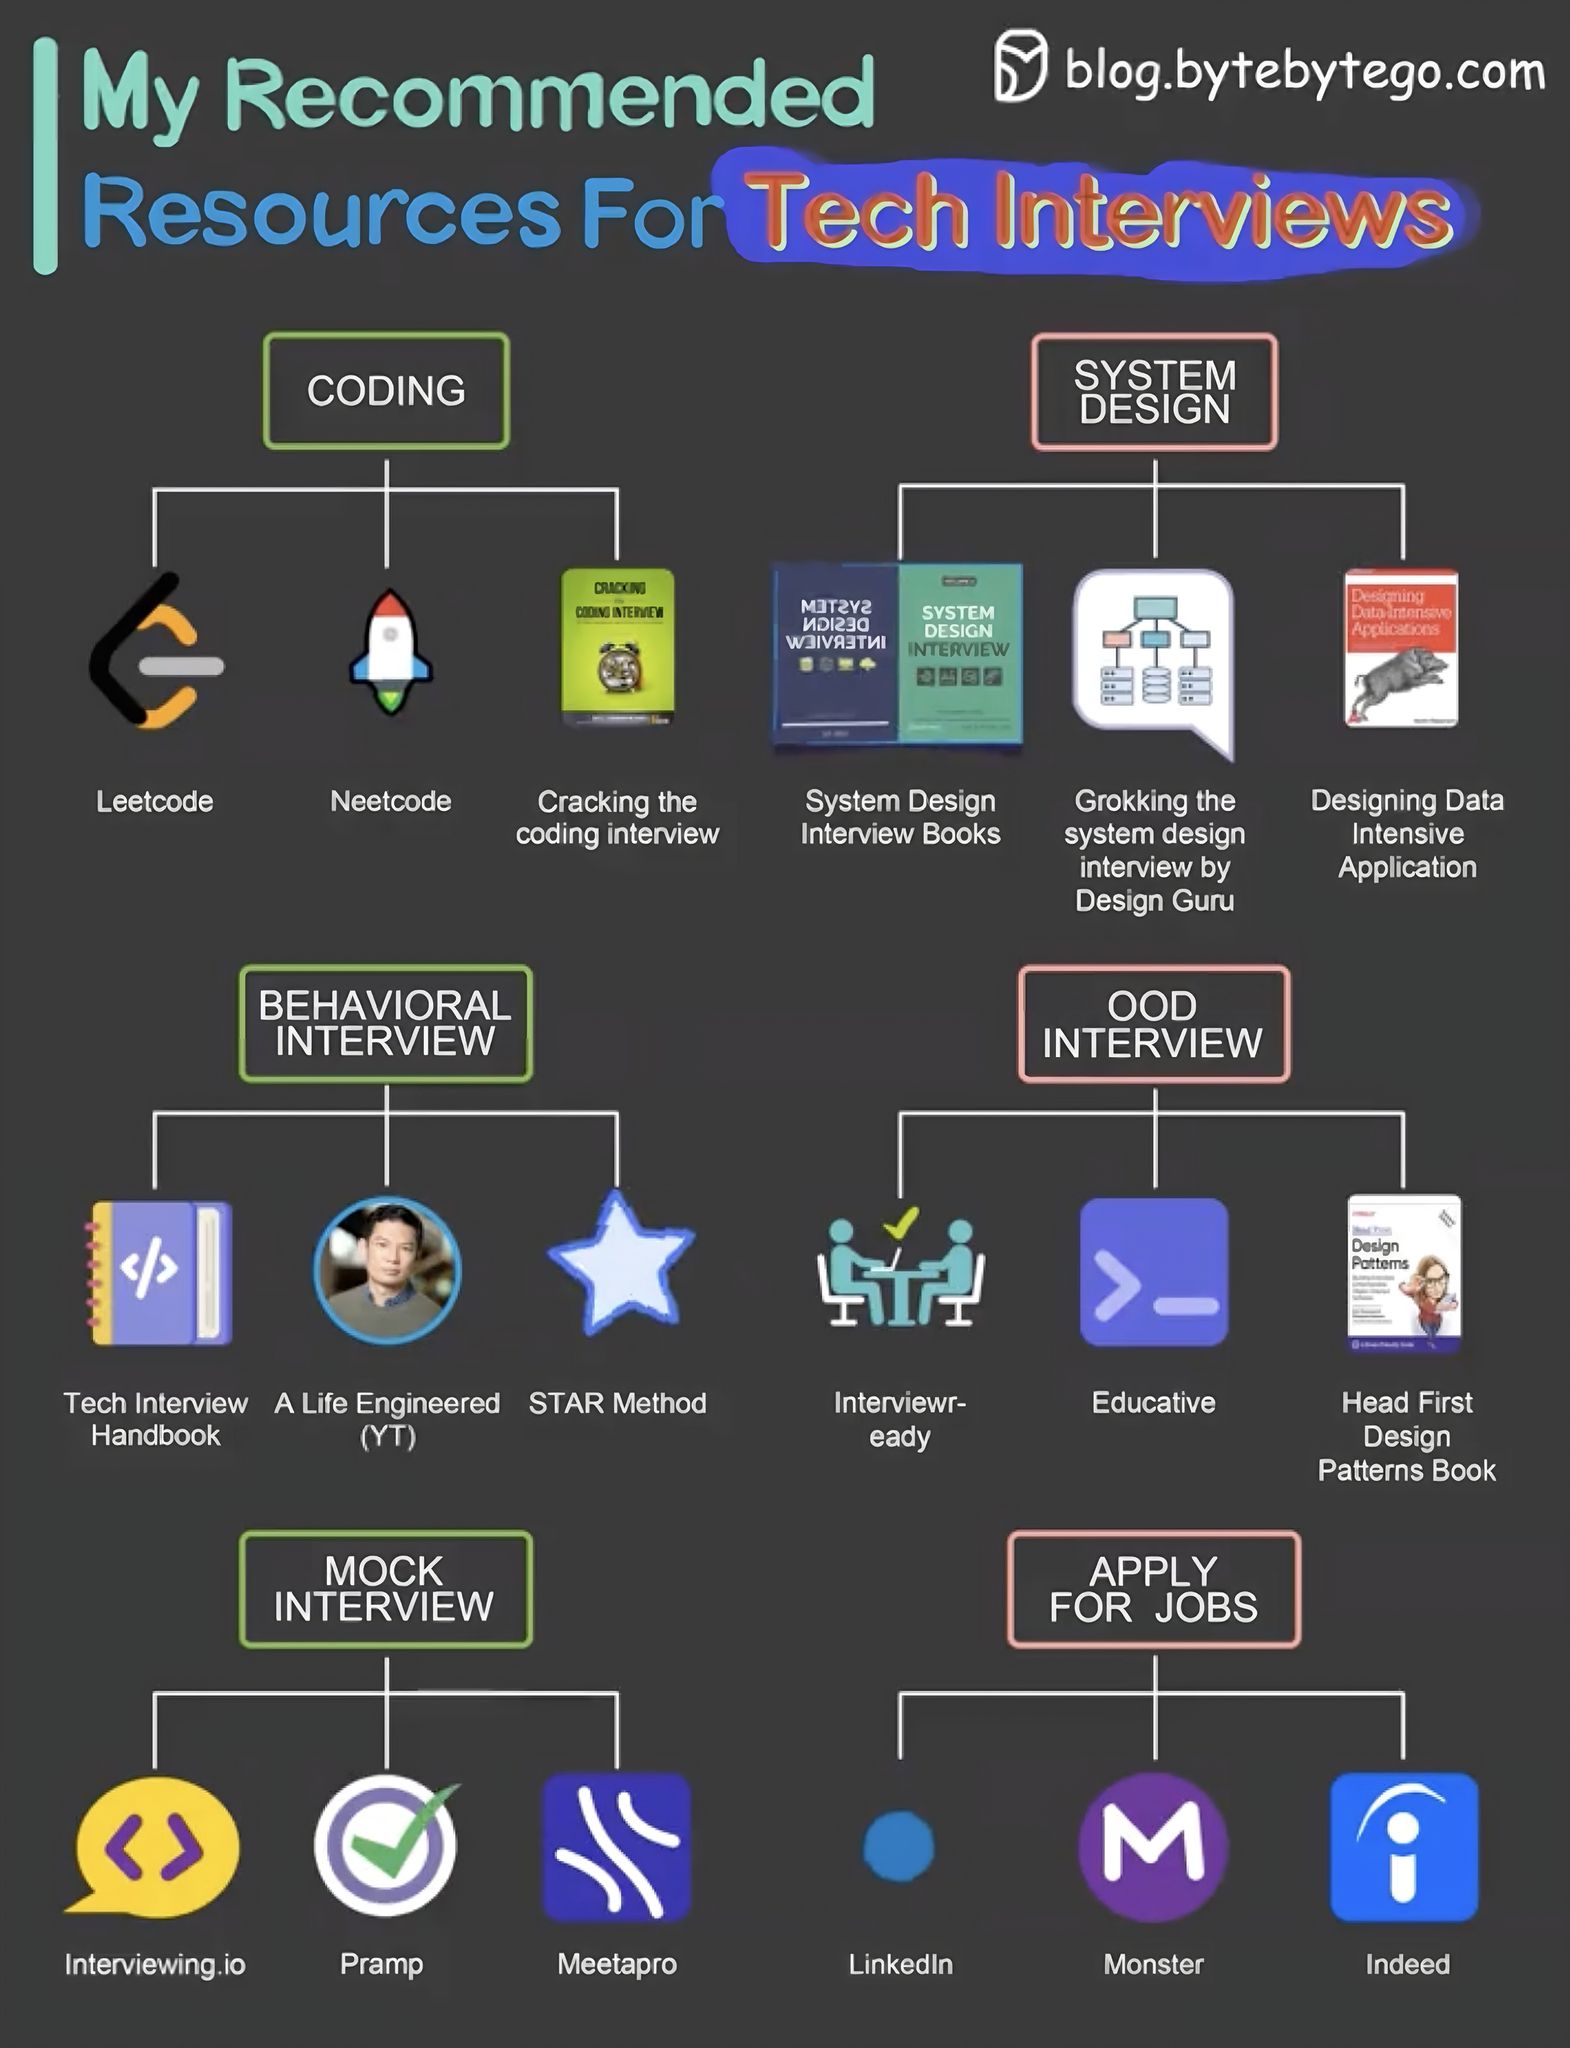 My Recommended
blog.bytebytego.com
Resources For Tech Interviews
CODING
SYSTEM
DESIGN
CRACKING
CODING INTERVIEW
SYSTEM
DESIGN
INTERVIEW
SYSTEM
DESIGN
INTERVIEW
Designing
Data-Intensive
Applications
Leetcode
Neetcode
Cracking the
coding interview
System Design
Interview Books
Grokking the
system design
interview by
Design Guru
Designing Data
Intensive
Application
BEHAVIORAL
INTERVIEW
OOD
INTERVIEW
</>
Head First
Design
Patterns
Tech Interview
Handbook
A Life Engineered
(YT)
STAR Method
Interviewr-
eady
Educative
Head First
Design
Patterns Book
MOCK
INTERVIEW
APPLY
FOR JOBS
Interviewing.io
Pramp
Meetapro
LinkedIn
Monster
Indeed